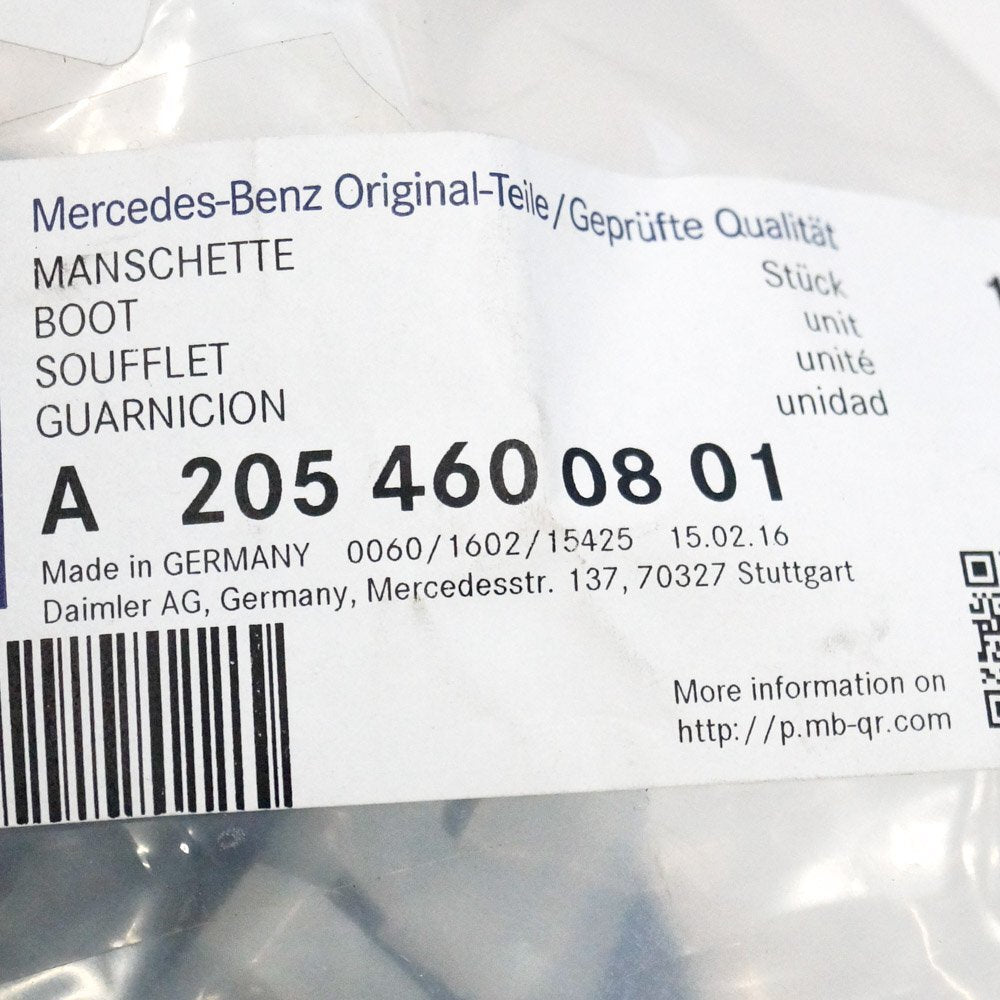 Mercedes-Benz Original-Teile/Geprüfte Qualität
MANSCHETTE
BOOT
SOUFFLET
GUARNICION
Stück
unit
unité
unidad
1
A 205 460 08 01
Made in GERMANY 0060/1602/15425 15.02.16
Daimler AG, Germany, Mercedesstr. 137, 70327 Stuttgart
More information on
http://p.mb-qr.com